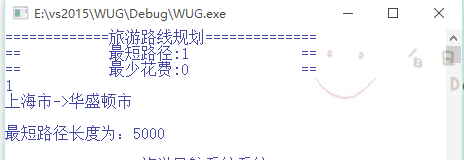 E:\vs2015\WUG\Debug\WUG.exe
=============旅游路线规划==============
== 最短路径:1 ==
== 最少花费:0 ==
1
上海市->华盛顿市
最短路径长度为：5000